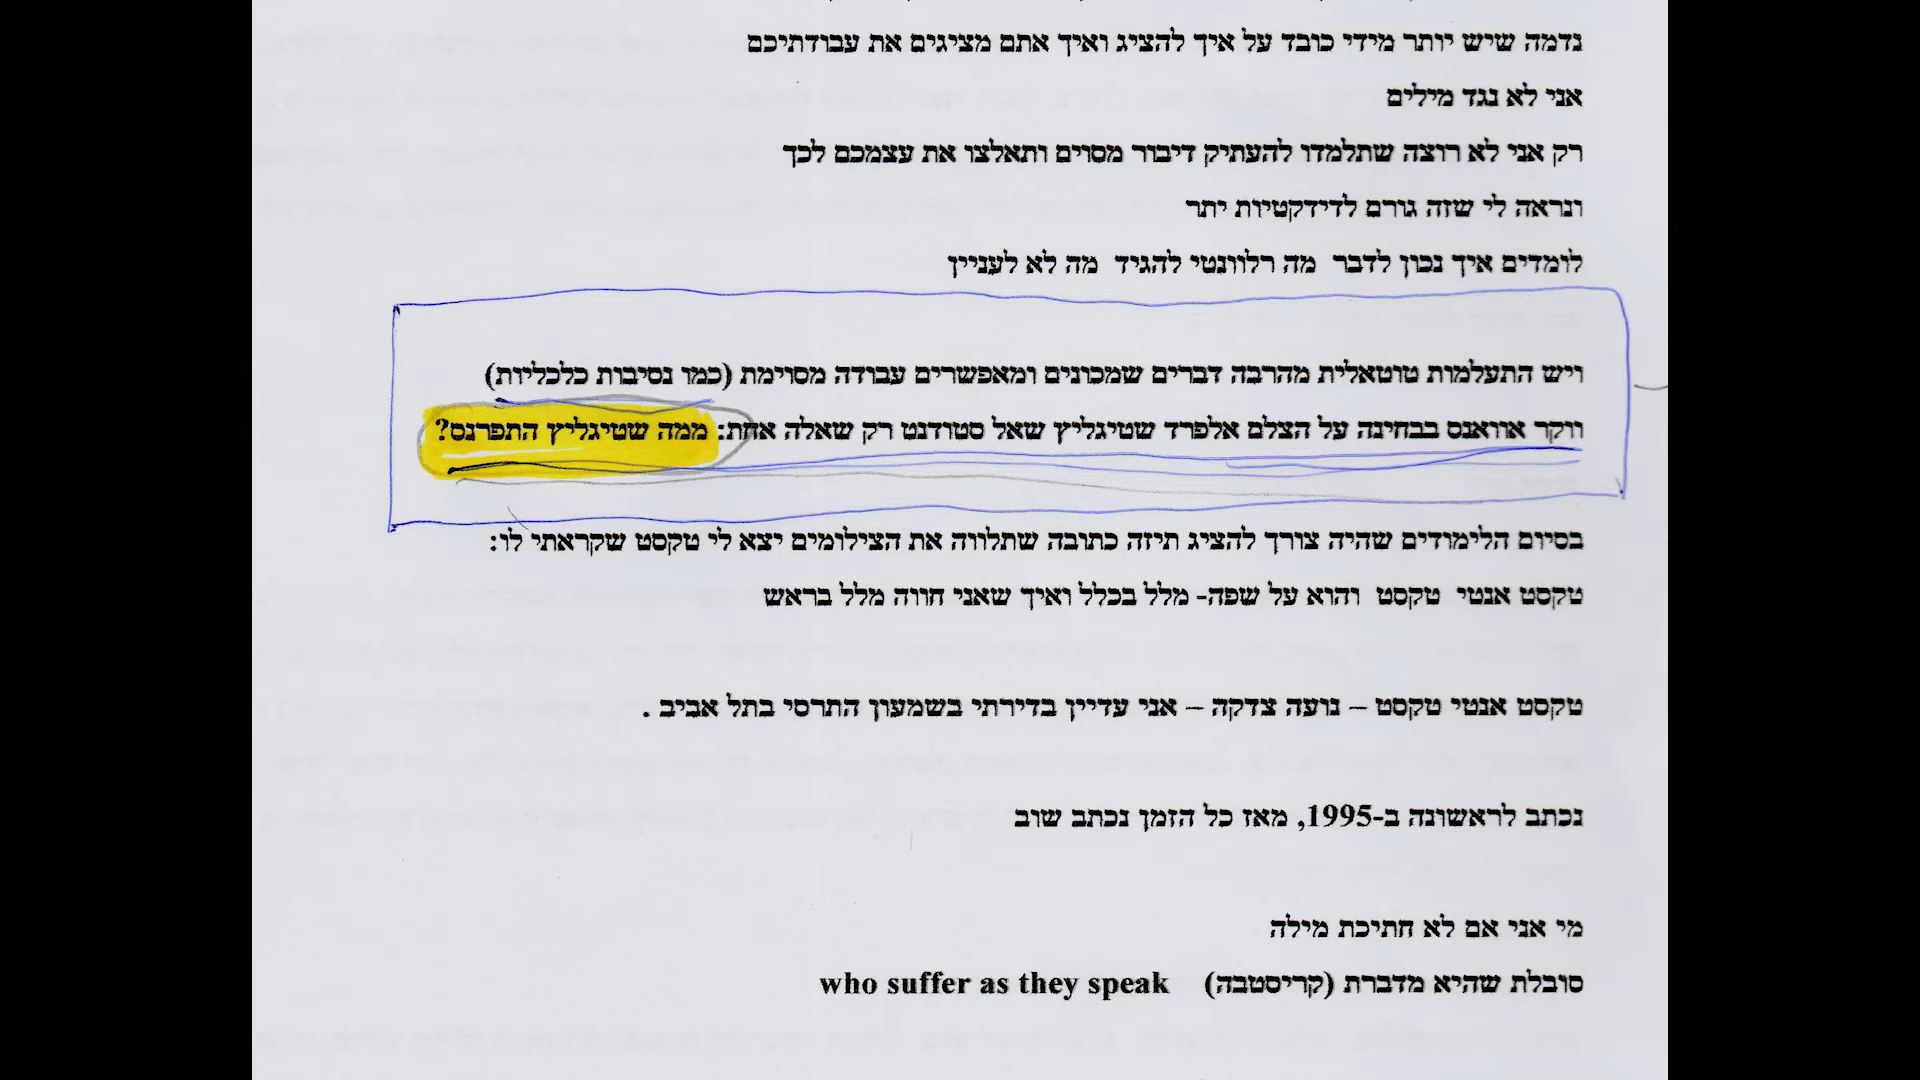 נדמה שיש יותר מידי כובד על איך להציג ואיך אתם מציגים את עבודתיכם
אני לא נגד מילים
רק אני לא רוצה שתלמדו להעתיק דיבור מסוים ותאלצו את עצמכם לכך
ונראה לי שזה גורם לדידקטיות יתר
לומדים איך נכון לדבר מה רלוונטי להגיד מה לא לעניין
ויש התעלמות טוטאלית מהרבה דברים שמכונים ומאפשרים עבודה מסוימת (כמו נסיבות כלכליות)
ווקר אוואנס בבחינה על הצלם אלפרד שטיגליץ שאל סטודנט רק שאלה אחת: ממה שטיגליץ התפרנס?
בסיום הלימודים שהיה צורך להציג תיזה כתובה שתלווה את הצילומים יצא לי טקסט שקראתי לו:
טקסט אנטי טקסט והוא על שפה- מלל בכלל ואיך שאני חווה מלל בראש
טקסט אנטי טקסט – נועה צדקה – אני עדיין בדירתי בשמעון התרסי בתל אביב .
נכתב לראשונה ב-1995, מאז כל הזמן נכתב שוב
מי אני אם לא חתיכת מילה
סובלת שהיא מדברת (קריסטבה) who suffer as they speak